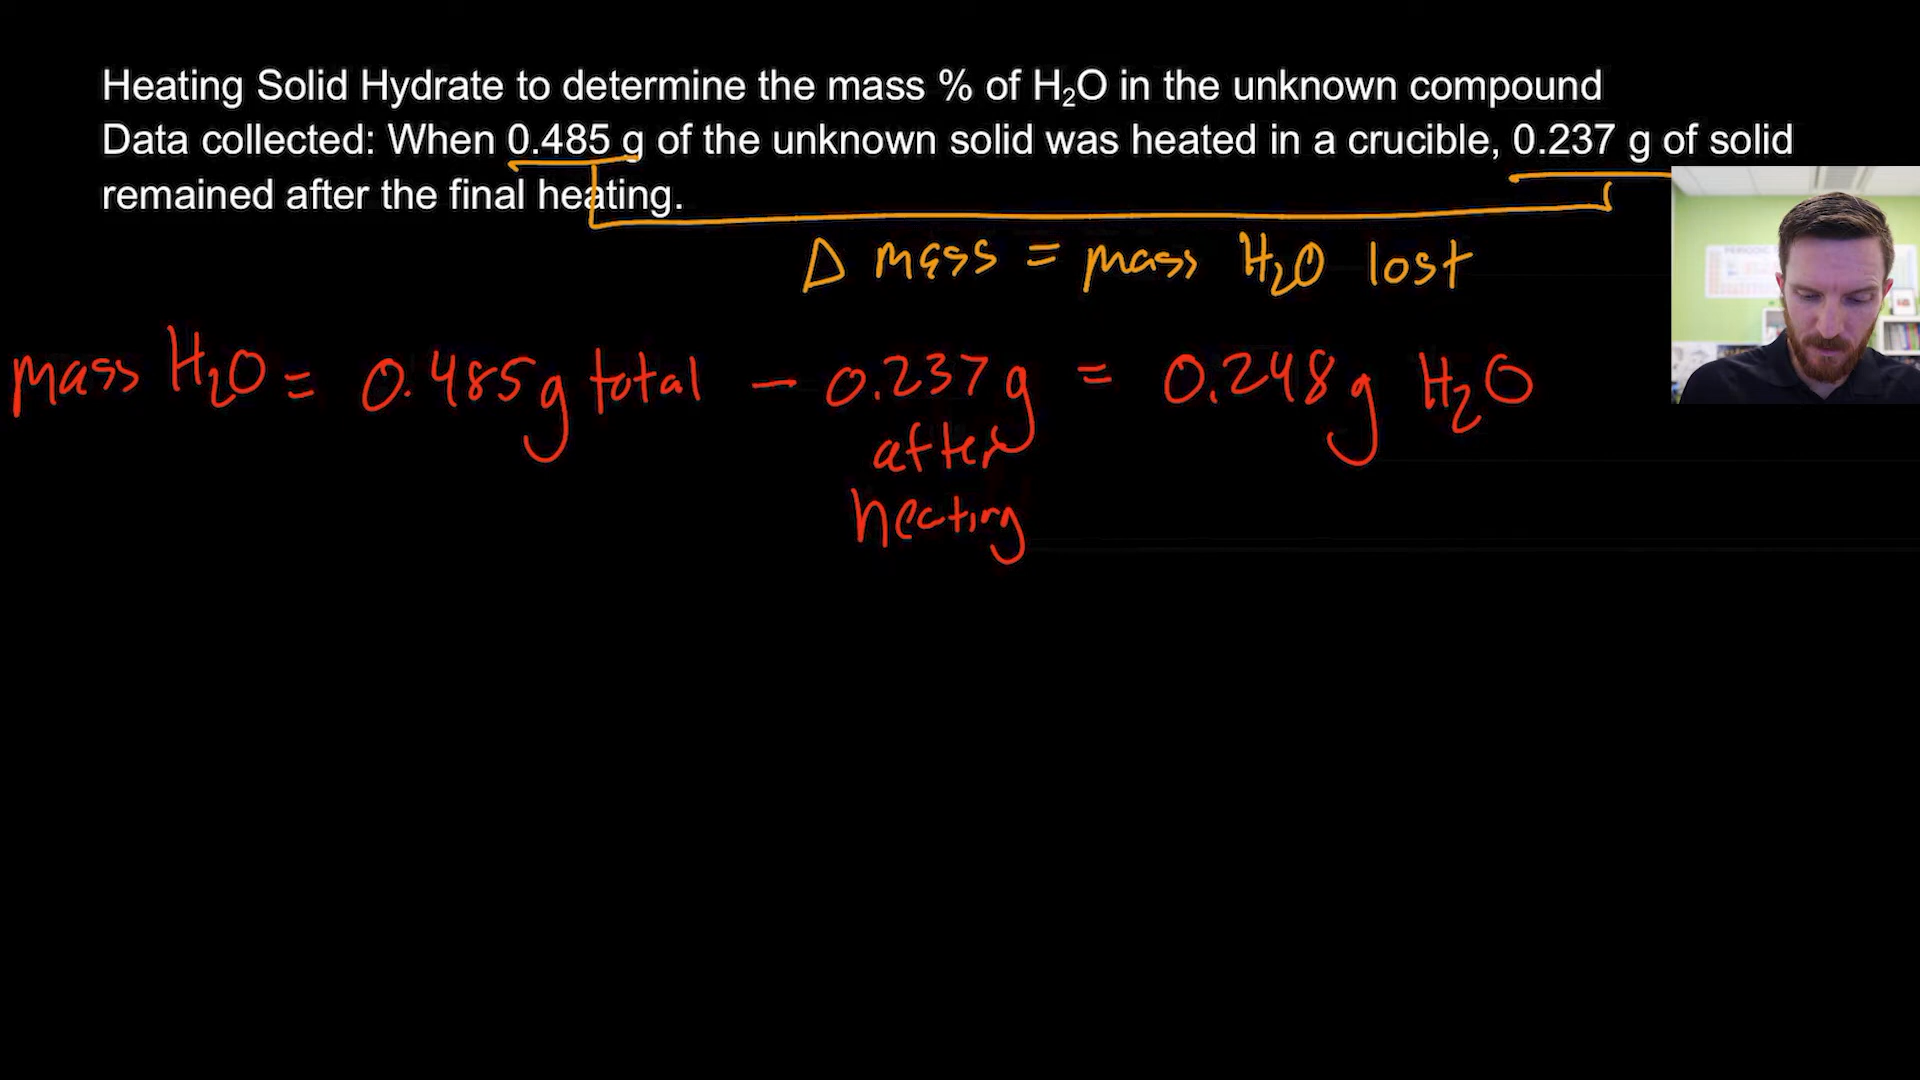 Heating Solid Hydrate to determine the mass % of H₂O in the unknown compound
Data collected: When 0.485 g of the unknown solid was heated in a crucible, 0.237 g of solid
remained after the final heating.
Δ mass = mass H₂O lost
mass H₂O = 0.485g total - 0.237g = 0.248g H₂O
after
heating